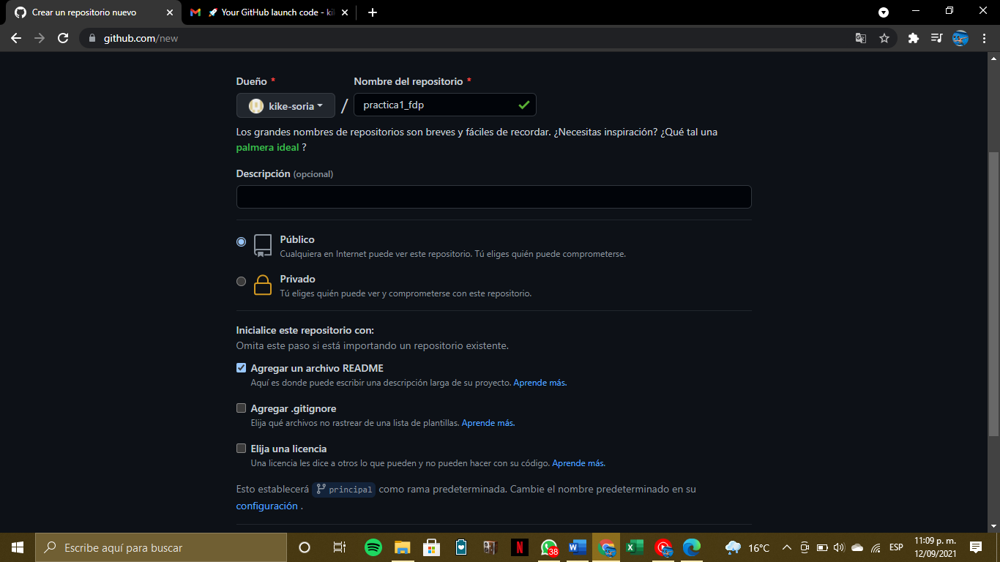 Crear un repositorio nuevo
Your GitHub launch code - ki
github.com/new
Dueño *
Nombre del repositorio *
kike-soria
/
practica1_fdp
Los grandes nombres de repositorios son breves y fáciles de recordar. ¿Necesitas inspiración? ¿Qué tal una
palmera ideal ?
Descripción (opcional)
Público
Cualquiera en Internet puede ver este repositorio. Tú eliges quién puede comprometerse.
Privado
Tú eliges quién puede ver y comprometerse con este repositorio.
Inicialice este repositorio con:
Omita este paso si está importando un repositorio existente.
Agregar un archivo README
Aquí es donde puede escribir una descripción larga de su proyecto. Aprende más.
Agregar .gitignore
Elija qué archivos no rastrear de una lista de plantillas. Aprende más.
Elija una licencia
Una licencia les dice a otros lo que pueden y no pueden hacer con su código. Aprende más.
Esto establecerá principal como rama predeterminada. Cambie el nombre predeterminado en su
configuración .
Escribe aquí para buscar
38
16°C
ESP
11:09 p. m.
12/09/2021